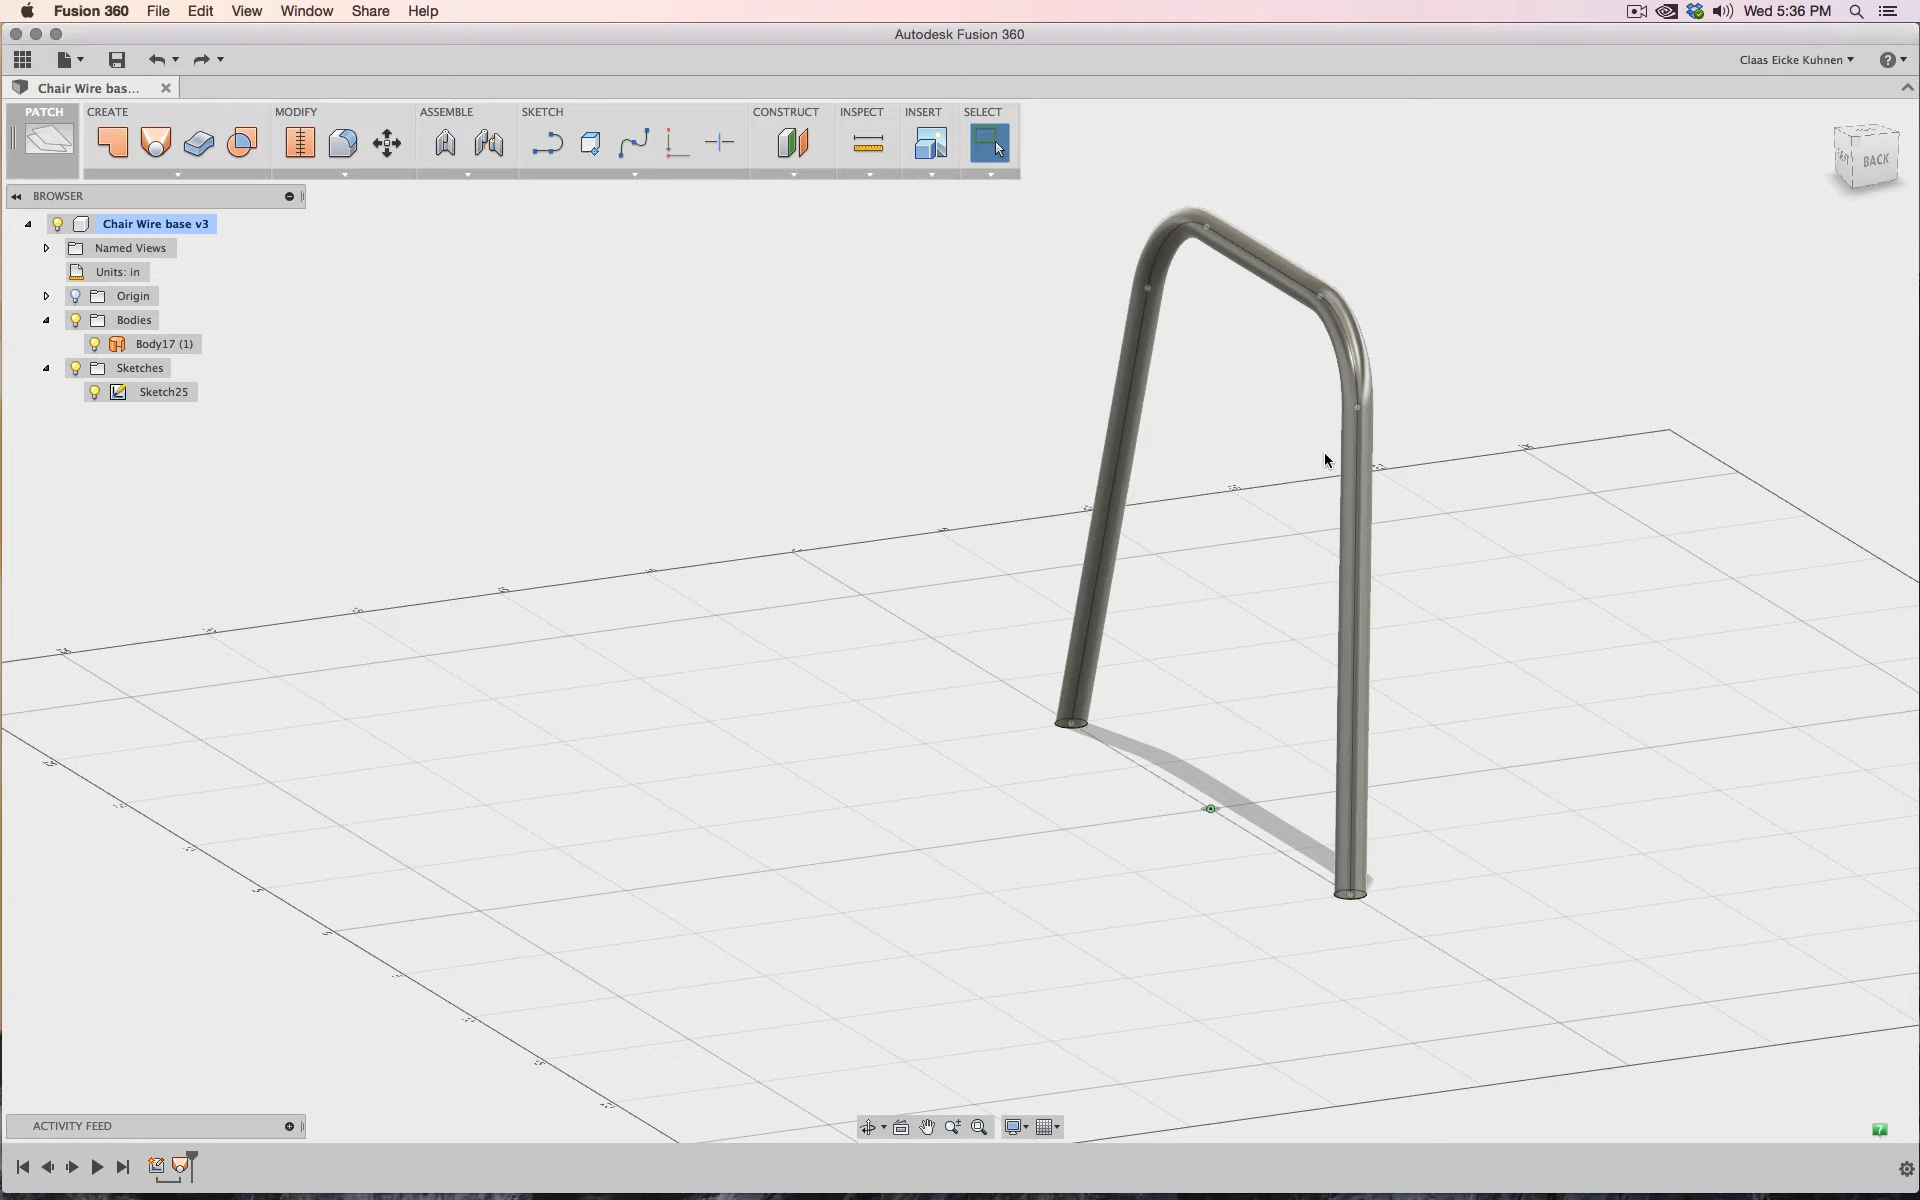 Fusion 360 File Edit View Window Share Help Wed 5:36 PM
Autodesk Fusion 360
Claas Eicke Kuhnen
Chair Wire bas...
PATCH CREATE MODIFY ASSEMBLE SKETCH CONSTRUCT INSPECT INSERT SELECT
BACK
BROWSER
Chair Wire base v3
Named Views
Units: in
Origin
Bodies
Body17 (1)
Sketches
Sketch25
ACTIVITY FEED